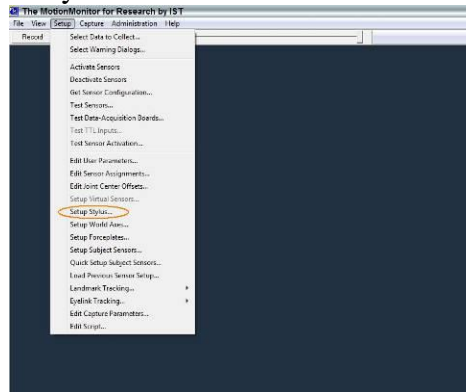 The MotionMonitor for Research by IST
File View Setup Capture Administration Help
Record
Select Data to Collect...
Select Warning Dialogs...
Activate Sensors
Deactivate Sensors
Get Sensor Configuration...
Test Sensors...
Test Data-Acquisition Boards...
Test TTL Inputs...
Test Sensor Activation...
Edit User Parameters...
Edit Sensor Assignments...
Edit Joint Center Offsets...
Setup Virtual Sensors...
Setup Stylus...
Setup World Axes...
Setup Forceplates...
Setup Subject Sensors...
Quick Setup Subject Sensors...
Load Previous Sensor Setup...
Landmark Tracking...
Eyelink Tracking...
Edit Capture Parameters...
Edit Script...